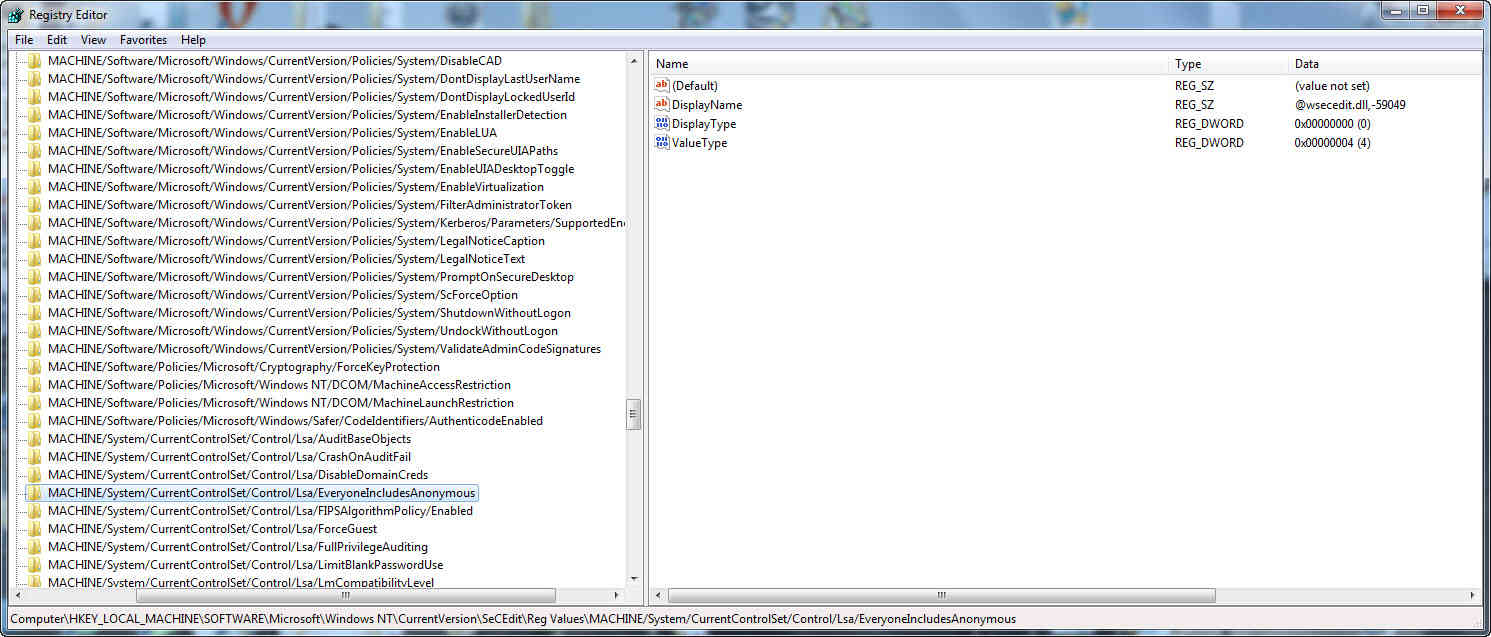 Registry Editor
File Edit View Favorites Help
MACHINE/Software/Microsoft/Windows/CurrentVersion/Policies/System/DisableCAD
MACHINE/Software/Microsoft/Windows/CurrentVersion/Policies/System/DontDisplayLastUserName
MACHINE/Software/Microsoft/Windows/CurrentVersion/Policies/System/DontDisplayLockedUserId
MACHINE/Software/Microsoft/Windows/CurrentVersion/Policies/System/EnableInstallerDetection
MACHINE/Software/Microsoft/Windows/CurrentVersion/Policies/System/EnableLUA
MACHINE/Software/Microsoft/Windows/CurrentVersion/Policies/System/EnableSecureUIAPaths
MACHINE/Software/Microsoft/Windows/CurrentVersion/Policies/System/EnableUIADesktopToggle
MACHINE/Software/Microsoft/Windows/CurrentVersion/Policies/System/EnableVirtualization
MACHINE/Software/Microsoft/Windows/CurrentVersion/Policies/System/FilterAdministratorToken
MACHINE/Software/Microsoft/Windows/CurrentVersion/Policies/System/Kerberos/Parameters/SupportedEnc
MACHINE/Software/Microsoft/Windows/CurrentVersion/Policies/System/LegalNoticeCaption
MACHINE/Software/Microsoft/Windows/CurrentVersion/Policies/System/LegalNoticeText
MACHINE/Software/Microsoft/Windows/CurrentVersion/Policies/System/PromptOnSecureDesktop
MACHINE/Software/Microsoft/Windows/CurrentVersion/Policies/System/ScForceOption
MACHINE/Software/Microsoft/Windows/CurrentVersion/Policies/System/ShutdownWithoutLogon
MACHINE/Software/Microsoft/Windows/CurrentVersion/Policies/System/UndockWithoutLogon
MACHINE/Software/Microsoft/Windows/CurrentVersion/Policies/System/ValidateAdminCodeSignatures
MACHINE/Software/Policies/Microsoft/Cryptography/ForceKeyProtection
MACHINE/Software/Policies/Microsoft/Windows NT/DCOM/MachineAccessRestriction
MACHINE/Software/Policies/Microsoft/Windows NT/DCOM/MachineLaunchRestriction
MACHINE/Software/Policies/Microsoft/Windows/Safer/CodeIdentifiers/AuthenticodeEnabled
MACHINE/System/CurrentControlSet/Control/Lsa/AuditBaseObjects
MACHINE/System/CurrentControlSet/Control/Lsa/CrashOnAuditFail
MACHINE/System/CurrentControlSet/Control/Lsa/DisableDomainCreds
MACHINE/System/CurrentControlSet/Control/Lsa/EveryoneIncludesAnonymous
MACHINE/System/CurrentControlSet/Control/Lsa/FIPSAlgorithmPolicy/Enabled
MACHINE/System/CurrentControlSet/Control/Lsa/ForceGuest
MACHINE/System/CurrentControlSet/Control/Lsa/FullPrivilegeAuditing
MACHINE/System/CurrentControlSet/Control/Lsa/LimitBlankPasswordUse
MACHINE/System/CurrentControlSet/Control/Lsa/LmCompatibilityLevel
Name Type Data
(Default) REG_SZ (value not set)
DisplayName REG_SZ @wsecedit.dll,-59049
DisplayType REG_DWORD 0x00000000 (0)
ValueType REG_DWORD 0x00000004 (4)
Computer\HKEY_LOCAL_MACHINE\SOFTWARE\Microsoft\Windows NT\CurrentVersion\SeCEdit\Reg Values\MACHINE/System/CurrentControlSet/Control/Lsa/EveryoneIncludesAnonymous